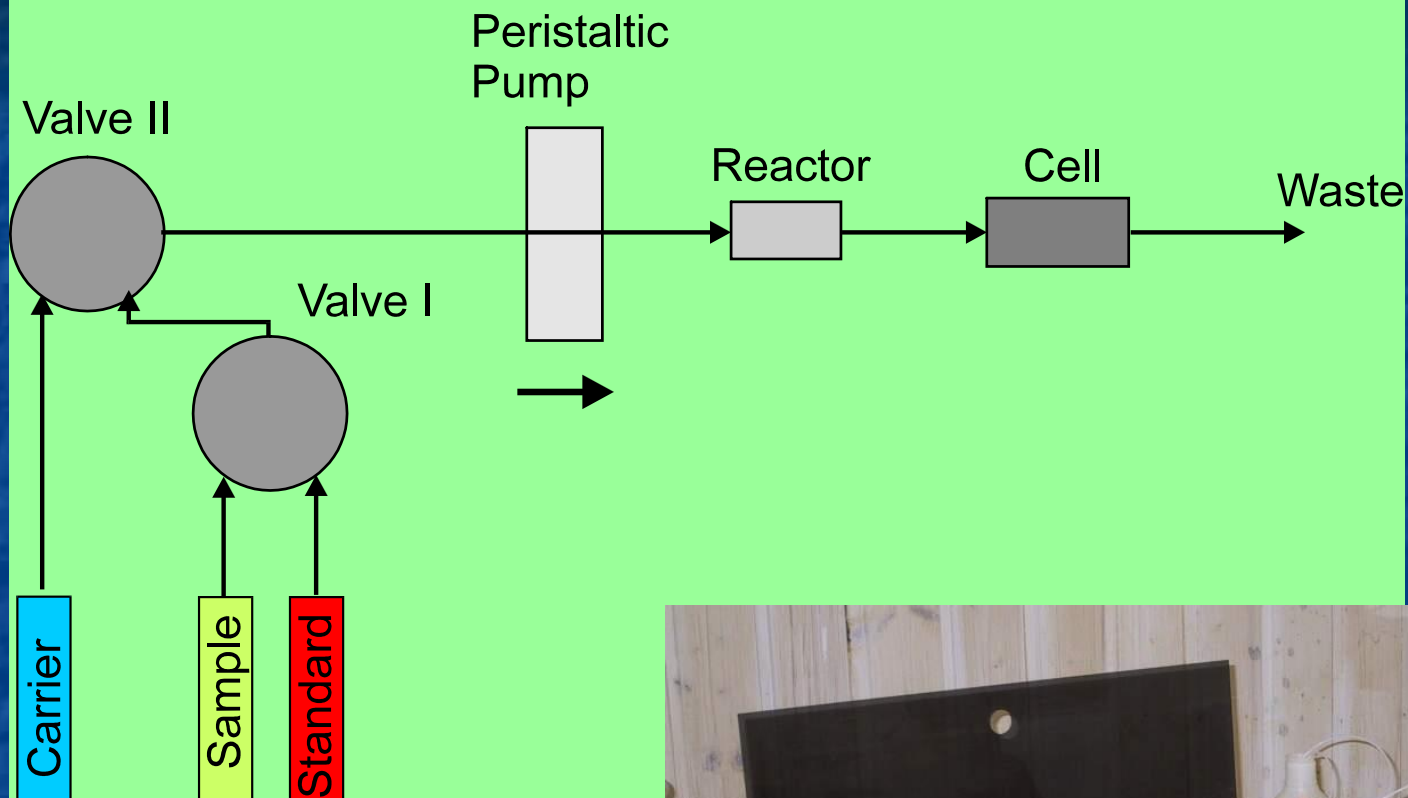 Peristaltic
Pump
Valve II
Reactor
Cell
Waste
Valve I
Carrier
Sample
Standard